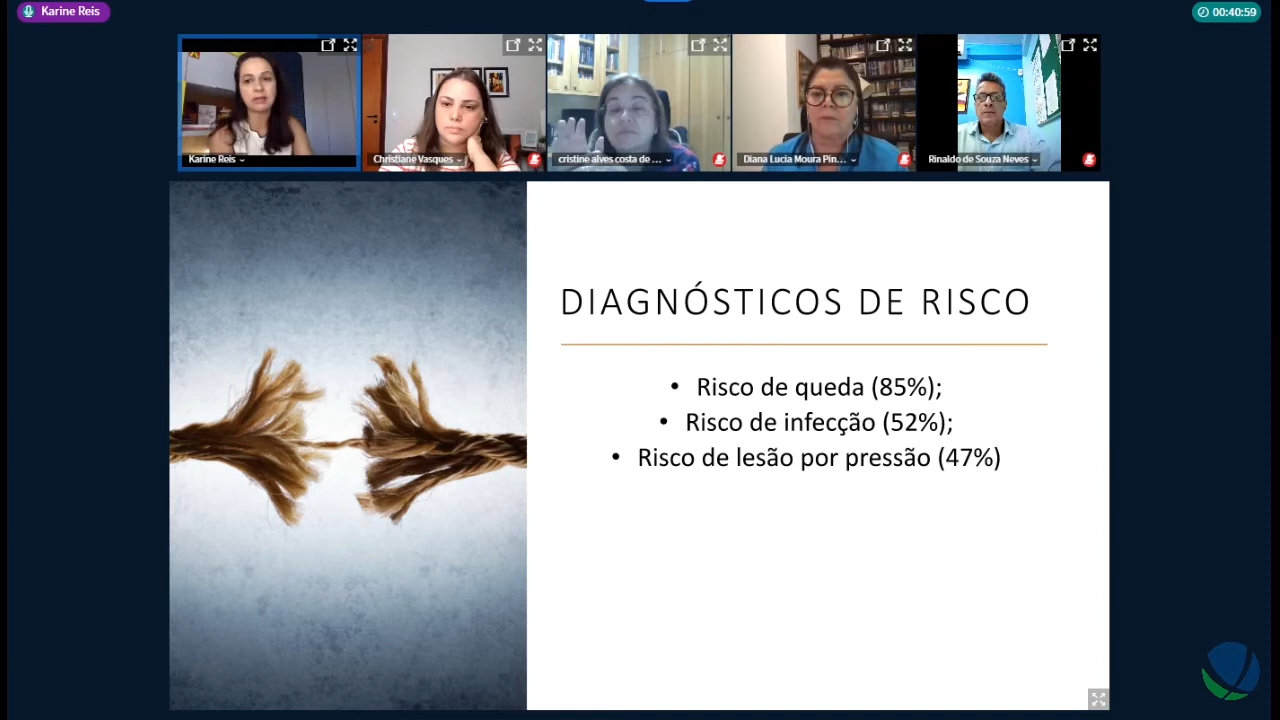 Karine Reis
00:40:59
Karine Reis
Christiane Vasques
cristine alves costa de ...
Diana Lucia Moura Pin...
Rinaldo de Souza Neves
DIAGNÓSTICOS DE RISCO
• Risco de queda (85%);
• Risco de infecção (52%);
• Risco de lesão por pressão (47%)